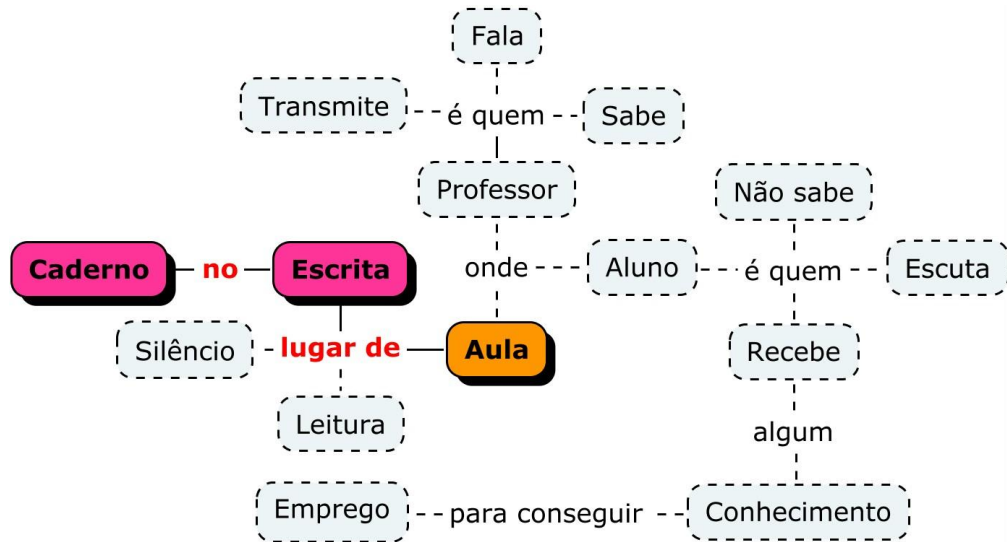 Fala
Transmite
é quem
Sabe
Professor
Não sabe
Caderno
no
Escrita
onde
Aluno
é quem
Escuta
Silêncio
lugar de
Aula
Recebe
Leitura
algum
Emprego
para conseguir
Conhecimento